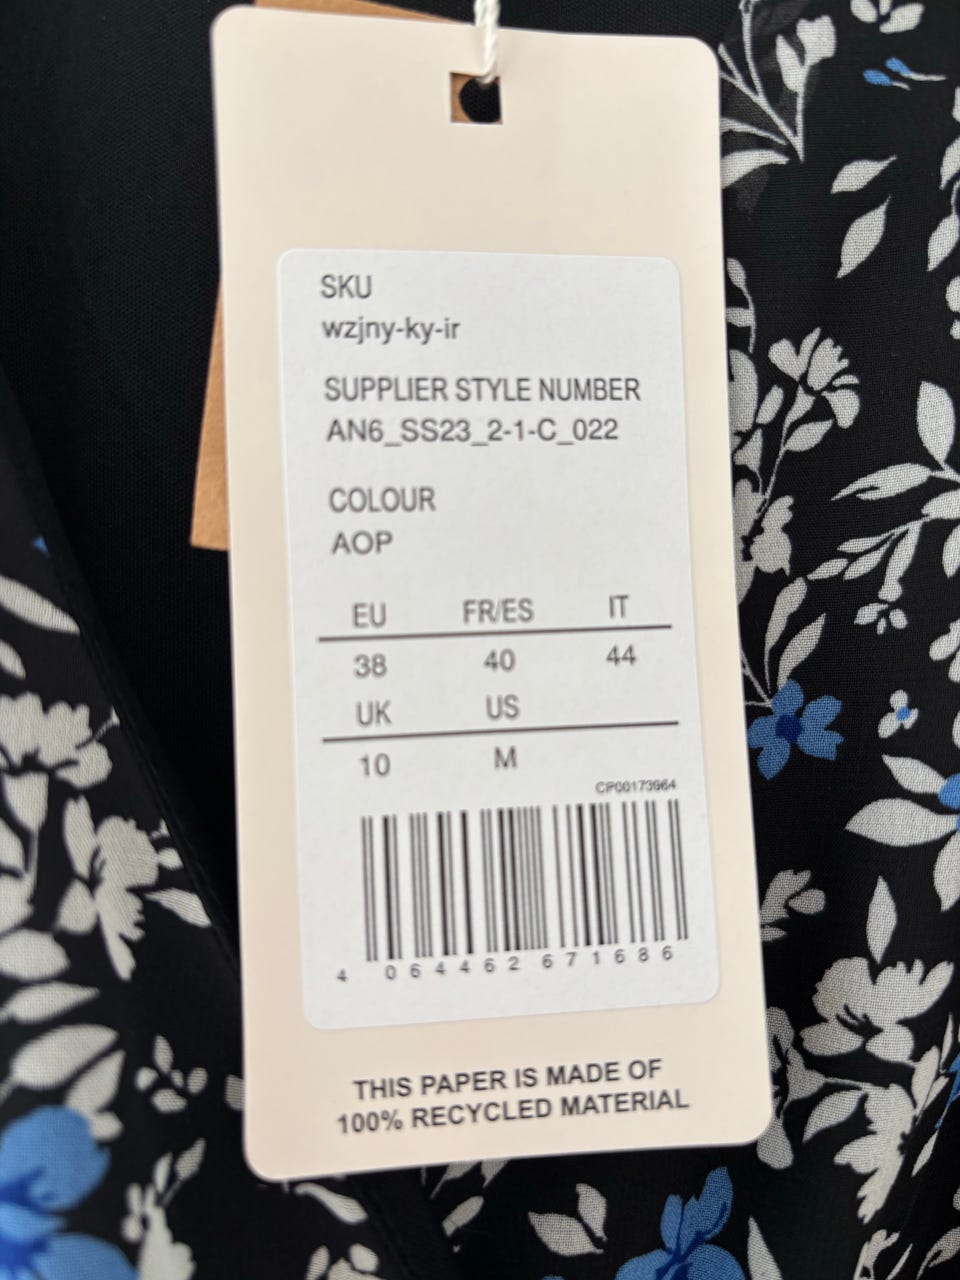 SKU
wzjny-ky-ir
SUPPLIER STYLE NUMBER
AN6_SS23_2-1-C_022
COLOUR
AOP
EU FR/ES IT
38 40 44
UK US
10 M
CP00173964
4 064462 671686
THIS PAPER IS MADE OF
100% RECYCLED MATERIAL